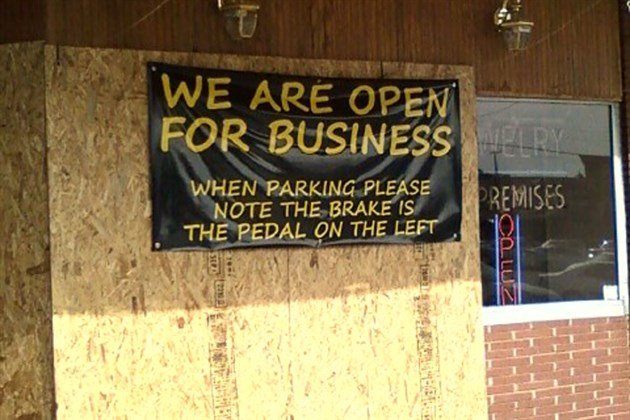 WE ARE OPEN
FOR BUSINESS
WHEN PARKING PLEASE
NOTE THE BRAKE IS
THE PEDAL ON THE LEFT
WELRY
PREMISES
OPEN